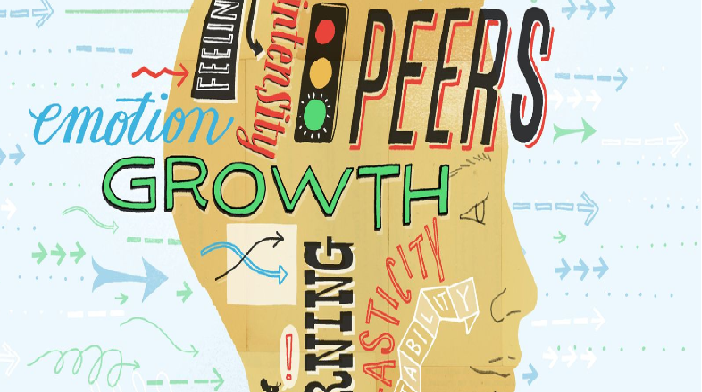 FEELIN
intensity
PEERS
emotion
GROWTH
RNING
ASTICITY
ABILITY
!